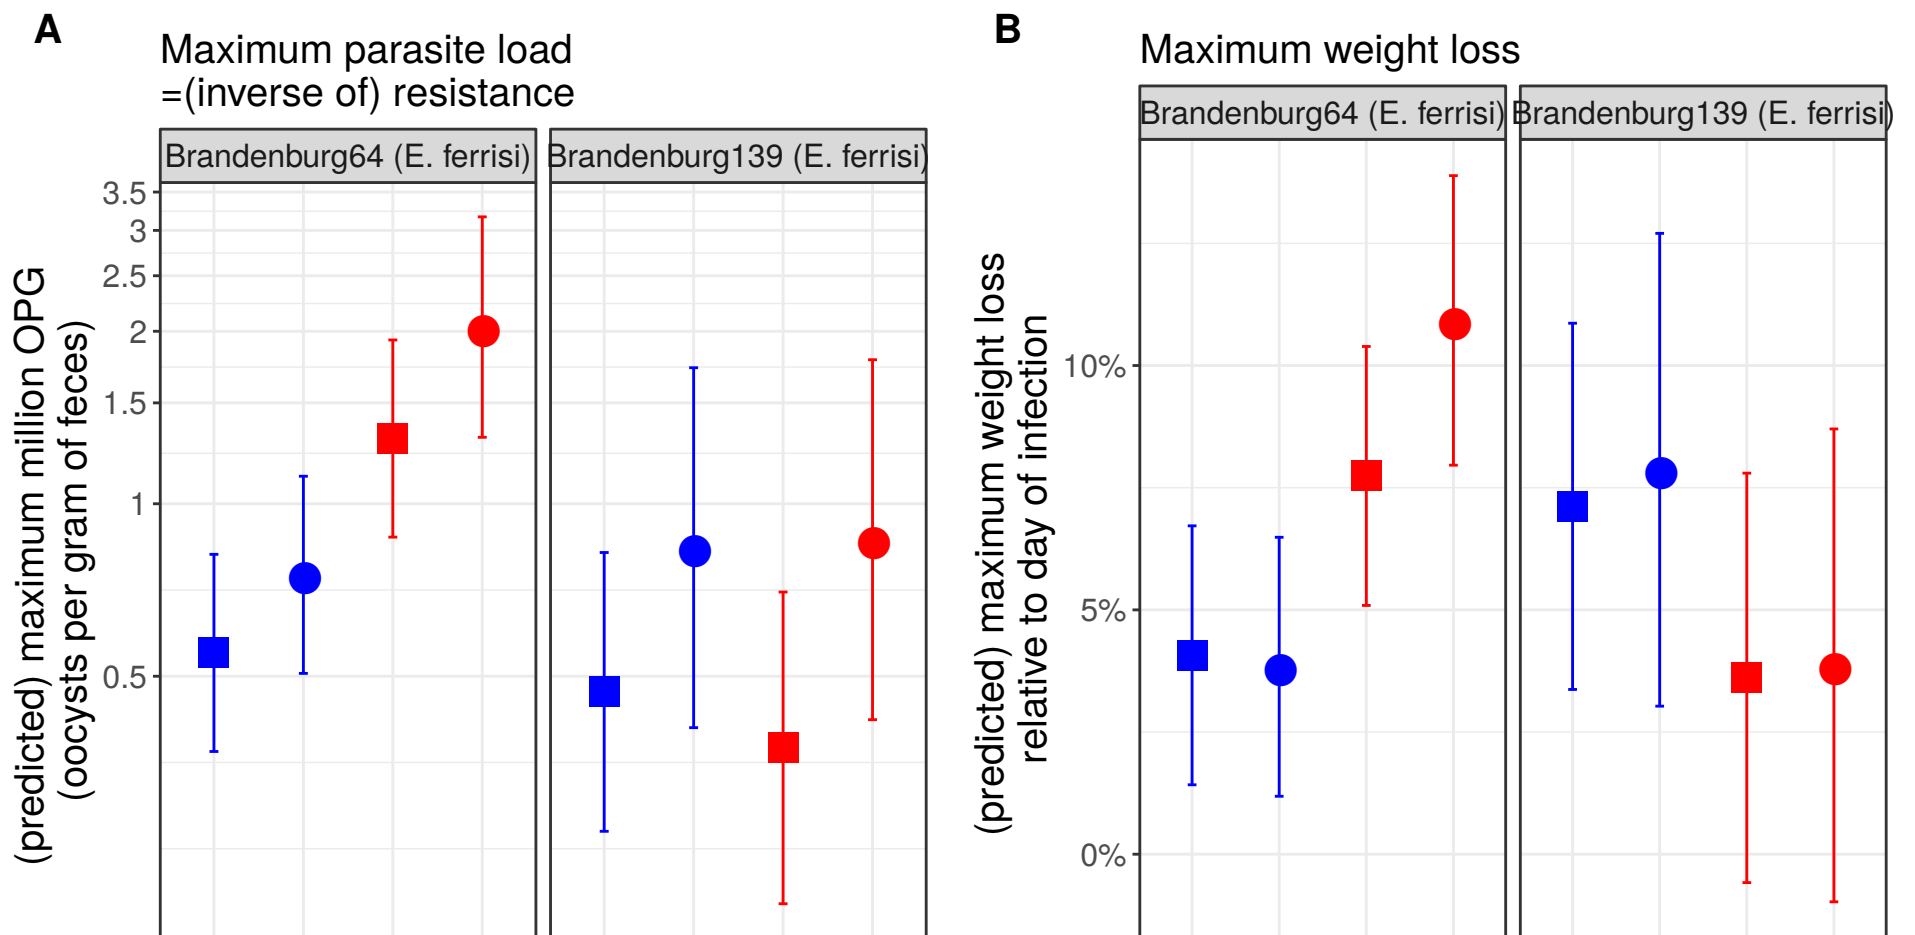 A
Maximum parasite load
=(inverse of) resistance
Brandenburg64 (E. ferrisi)
Brandenburg139 (E. ferrisi)
3.5
3
2.5
2
1.5
1
0.5
(predicted) maximum million OPG
(oocysts per gram of feces)
B
Maximum weight loss
Brandenburg64 (E. ferrisi)
Brandenburg139 (E. ferrisi)
10%
5%
0%
(predicted) maximum weight loss
relative to day of infection